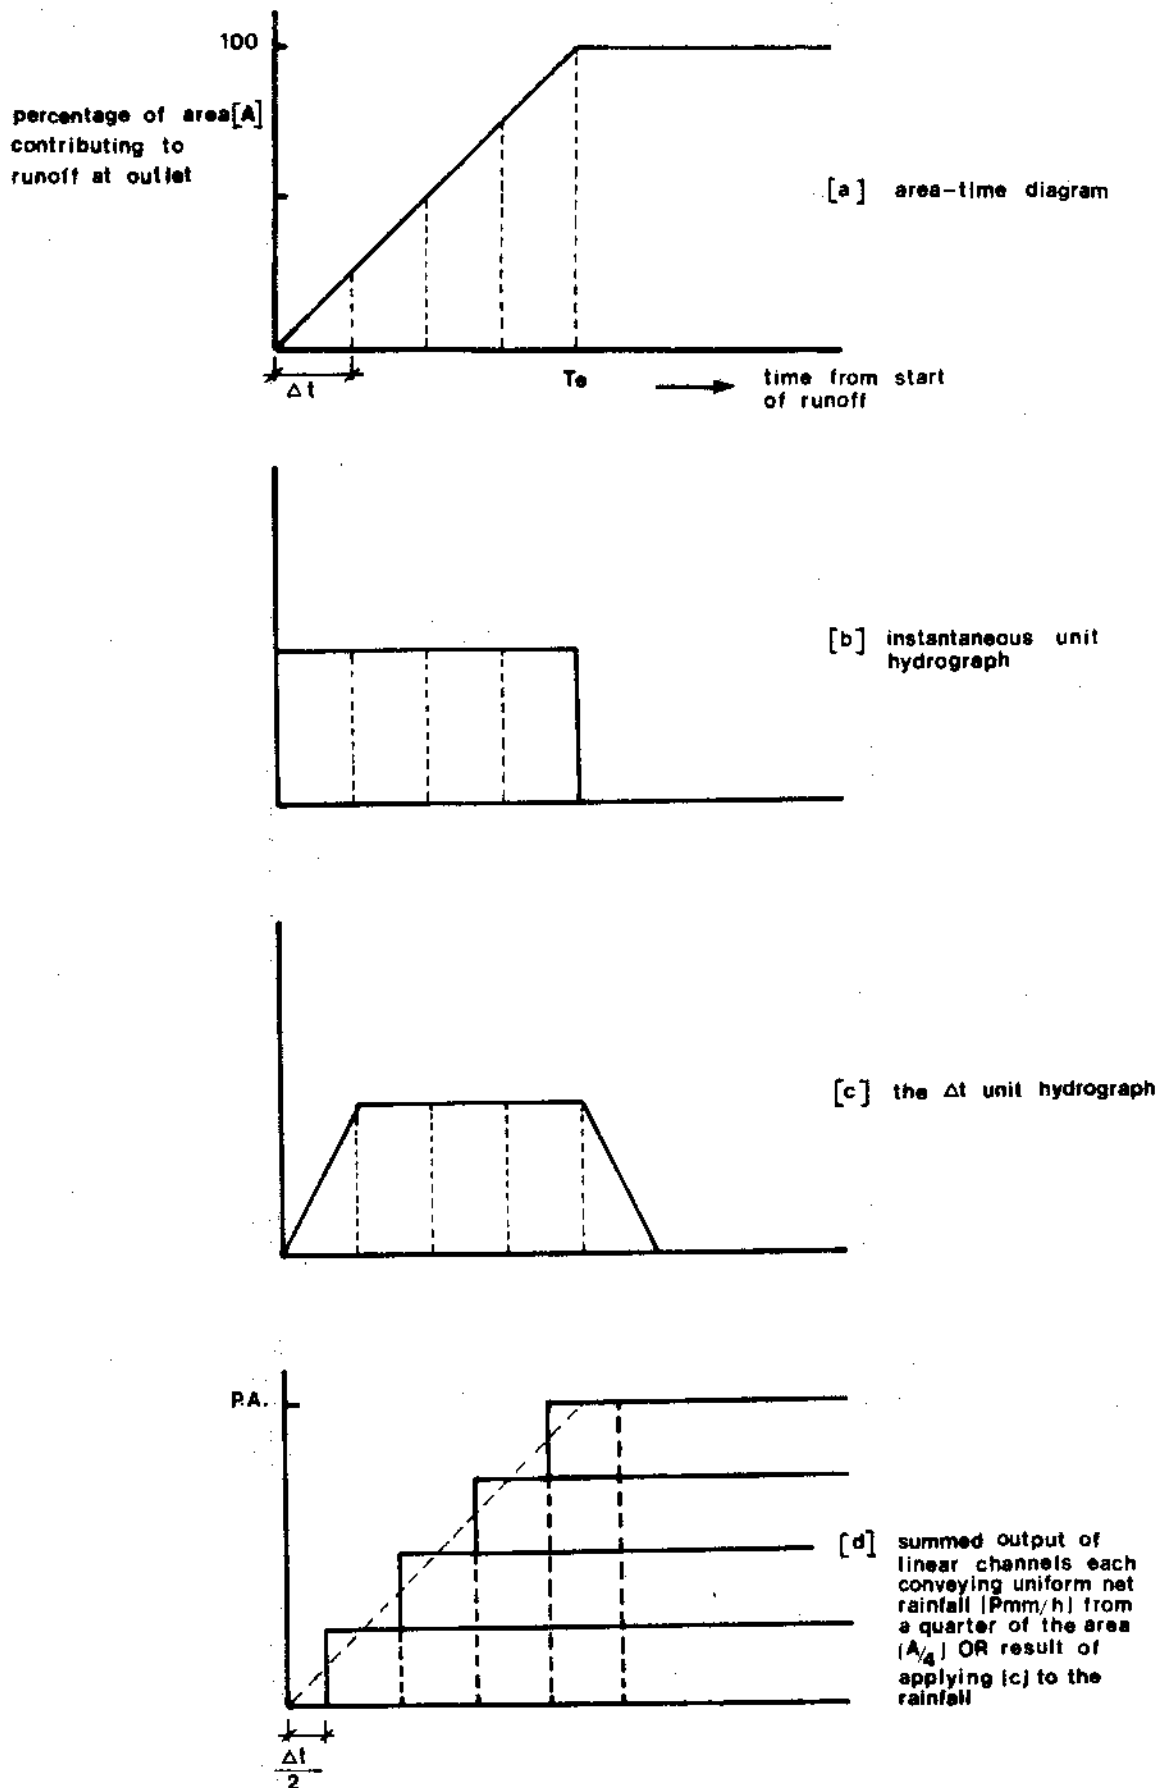 100
percentage of area[A]
contributing to
runoff at outlet
[a] area-time diagram
Δt
Te
time from start
of runoff
[b] instantaneous unit
hydrograph
[c] the Δt unit hydrograph
P.A.
[d] summed output of
linear channels each
conveying uniform net
rainfall [Pmm/h] from
a quarter of the area
[A/4] OR result of
applying [c] to the
rainfall
Δt
2